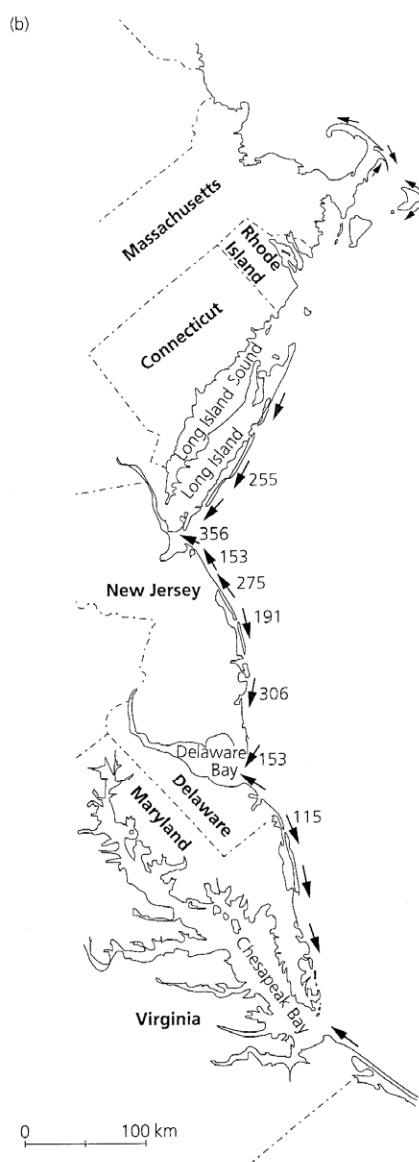 (b)
Massachusetts
Rhode
Island
Connecticut
Long Island Sound
Long Island
255
356
153
275
New Jersey
191
306
153
Delaware
Bay
Delaware
Maryland
115
Chesapeak Bay
Virginia
0 100 km